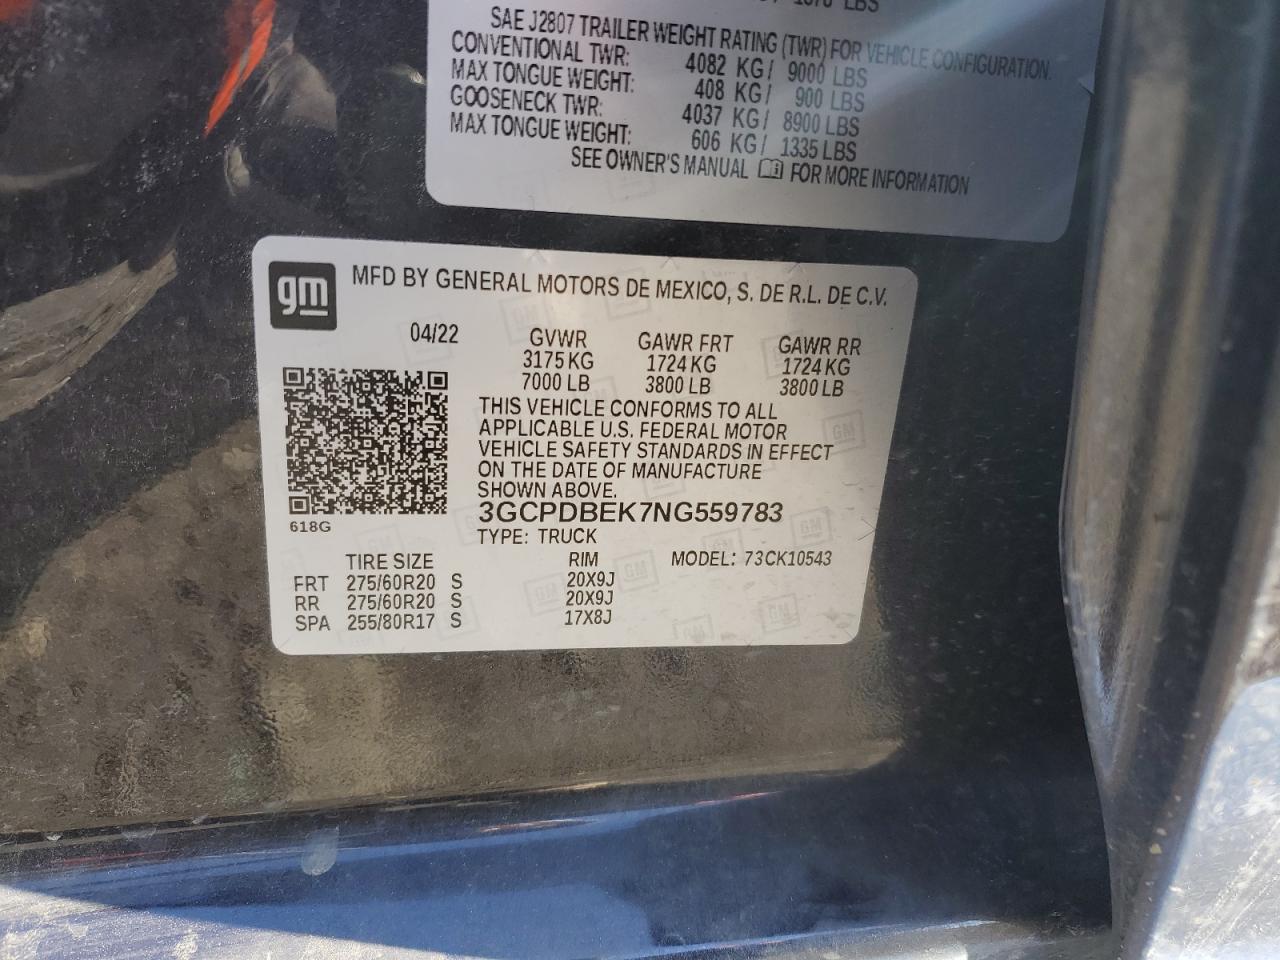 LBS
SAE J2807 TRAILER WEIGHT RATING (TWR) FOR VEHICLE CONFIGURATION.
CONVENTIONAL TWR: 4082 KG/ 9000 LBS
MAX TONGUE WEIGHT: 408 KG/ 900 LBS
GOOSENECK TWR: 4037 KG/ 8900 LBS
MAX TONGUE WEIGHT: 606 KG/ 1335 LBS
SEE OWNER'S MANUAL FOR MORE INFORMATION
gm MFD BY GENERAL MOTORS DE MEXICO, S. DE R.L. DE C.V.
04/22 GVWR GAWR FRT GAWR RR
3175 KG 1724 KG 1724 KG
7000 LB 3800 LB 3800 LB
THIS VEHICLE CONFORMS TO ALL
APPLICABLE U.S. FEDERAL MOTOR
VEHICLE SAFETY STANDARDS IN EFFECT
ON THE DATE OF MANUFACTURE
SHOWN ABOVE.
3GCPDBEK7NG559783
618G TYPE: TRUCK
TIRE SIZE RIM MODEL: 73CK10543
FRT 275/60R20 S 20X9J
RR 275/60R20 S 20X9J
SPA 255/80R17 S 17X8J